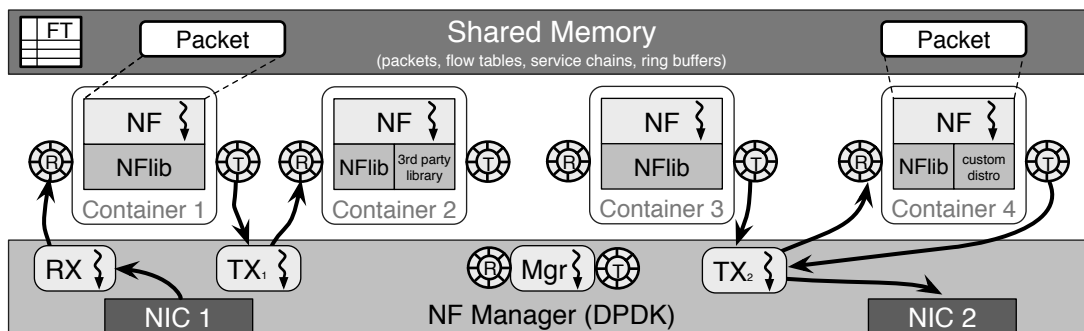 FT
Packet
Shared Memory
(packets, flow tables, service chains, ring buffers)
Packet
R
NF
NFlib
T
Container 1
R
NF
NFlib
3rd party
library
T
Container 2
R
NF
NFlib
T
Container 3
R
NF
NFlib
custom
distro
T
Container 4
RX
TX1
R
Mgr
T
TX2
NIC 1
NF Manager (DPDK)
NIC 2